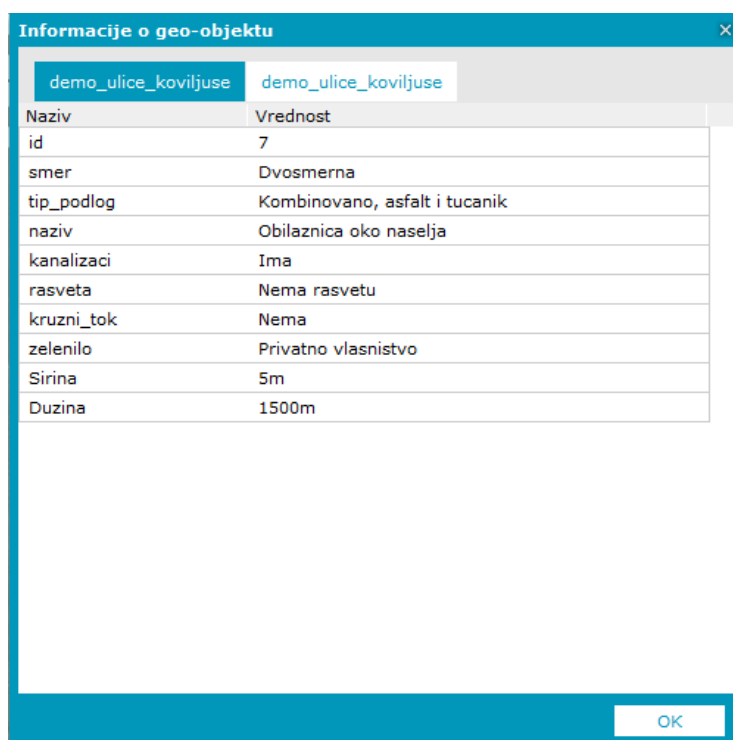 Informacije o geo-objektu
demo_ulice_koviljuse demo_ulice_koviljuse
Naziv Vrednost
id 7
smer Dvosmerna
tip_podlog Kombinovano, asfalt i tucanik
naziv Obilaznica oko naselja
kanalizaci Ima
rasveta Nema rasvetu
kruzni_tok Nema
zelenilo Privatno vlasnistvo
Sirina 5m
Duzina 1500m
OK